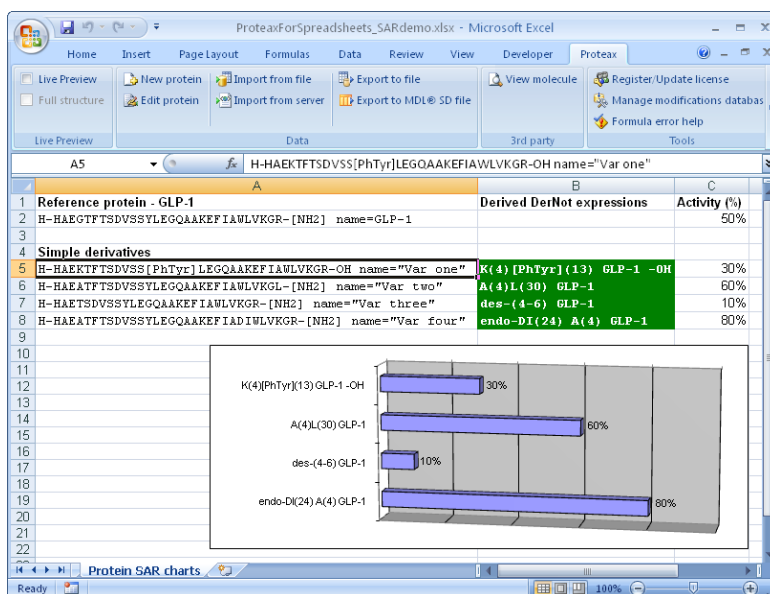 ProteaxForSpreadsheets_SARdemo.xlsx - Microsoft Excel
Home Insert Page Layout Formulas Data Review View Developer Proteax
Live Preview New protein Import from file Export to file View molecule Register/Update license
Full structure Edit protein Import from server Export to MDL® SD file Manage modifications databas
Formula error help
Live Preview Data 3rd party Tools
A5 fx H-HAEKTFTSDVSS[PhTyr]LEGQAAKEFIAWLVKGR-OH name="Var one"
A B C
1 Reference protein - GLP-1 Derived DerNot expressions Activity (%)
2 H-HAEGTFTSDVSSYLEGQAAKEFIAWLVKGR-[NH2] name=GLP-1 50%
3
4 Simple derivatives
5 H-HAEKTFTSDVSS[PhTyr]LEGQAAKEFIAWLVKGR-OH name="Var one" K(4)[PhTyr](13) GLP-1 -OH 30%
6 H-HAEATFTSDVSSYLEGQAAKEFIAWLVKGL-[NH2] name="Var two" A(4)L(30) GLP-1 60%
7 H-HAETSDVSSYLEGQAAKEFIAWLVKGR-[NH2] name="Var three" des-(4-6) GLP-1 10%
8 H-HAEATFTSDVSSYLEGQAAKEFIADIWLVKGR-[NH2] name="Var four" endo-DI(24) A(4) GLP-1 80%
9
10
11
12 K(4)[PhTyr](13) GLP-1 -OH 30%
13
14 A(4)L(30) GLP-1 60%
15
16
17 des-(4-6) GLP-1 10%
18
19 endo-DI(24) A(4) GLP-1 80%
20
21
22
Protein SAR charts
Ready 100%